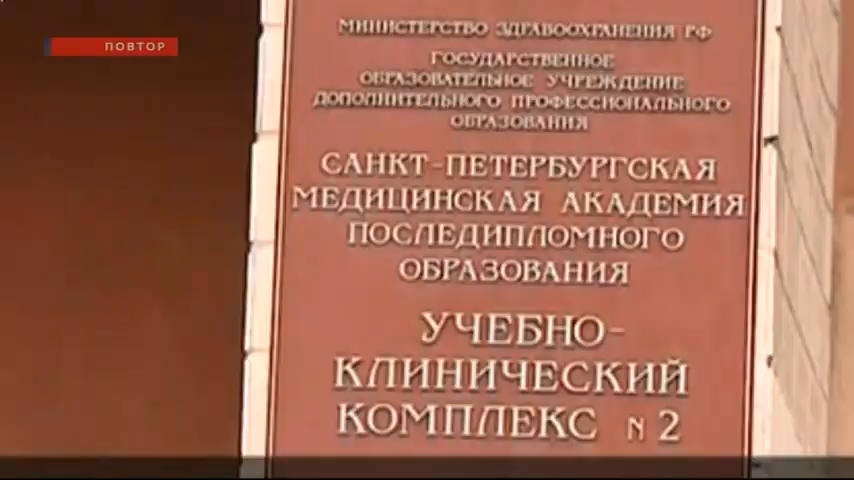 ПОВТОР
МИНИСТЕРСТВО ЗДРАВООХРАНЕНИЯ РФ
ГОСУДАРСТВЕННОЕ
ОБРАЗОВАТЕЛЬНОЕ УЧРЕЖДЕНИЕ
ДОПОЛНИТЕЛЬНОГО ПРОФЕССИОНАЛЬНОГО
ОБРАЗОВАНИЯ
САНКТ-ПЕТЕРБУРГСКАЯ
МЕДИЦИНСКАЯ АКАДЕМИЯ
ПОСЛЕДИПЛОМНОГО
ОБРАЗОВАНИЯ
УЧЕБНО-
КЛИНИЧЕСКИЙ
КОМПЛЕКС N 2